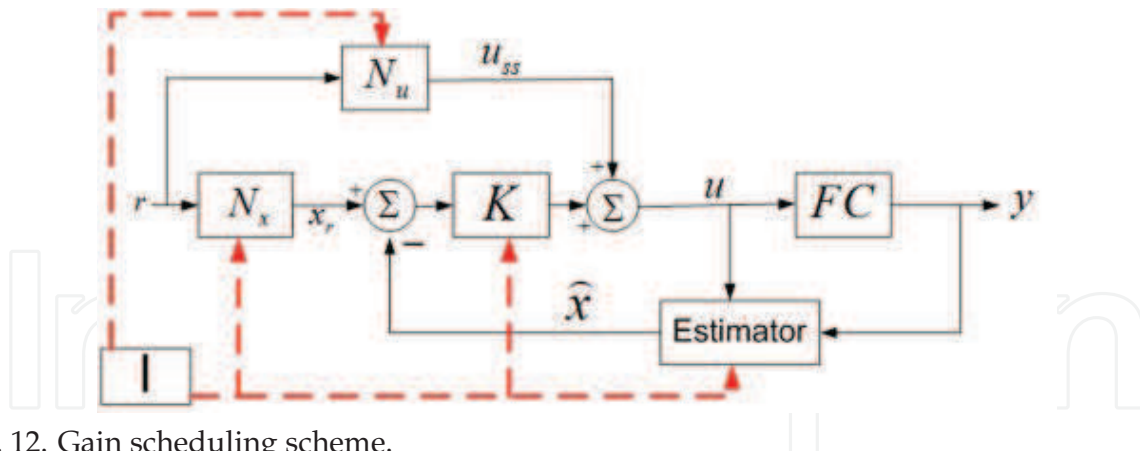 N_u
u_ss
+
r
N_x
x_r
+
Σ
−
K
+
+
Σ
u
FC
y
x̂
Estimator
I
12. Gain scheduling scheme.